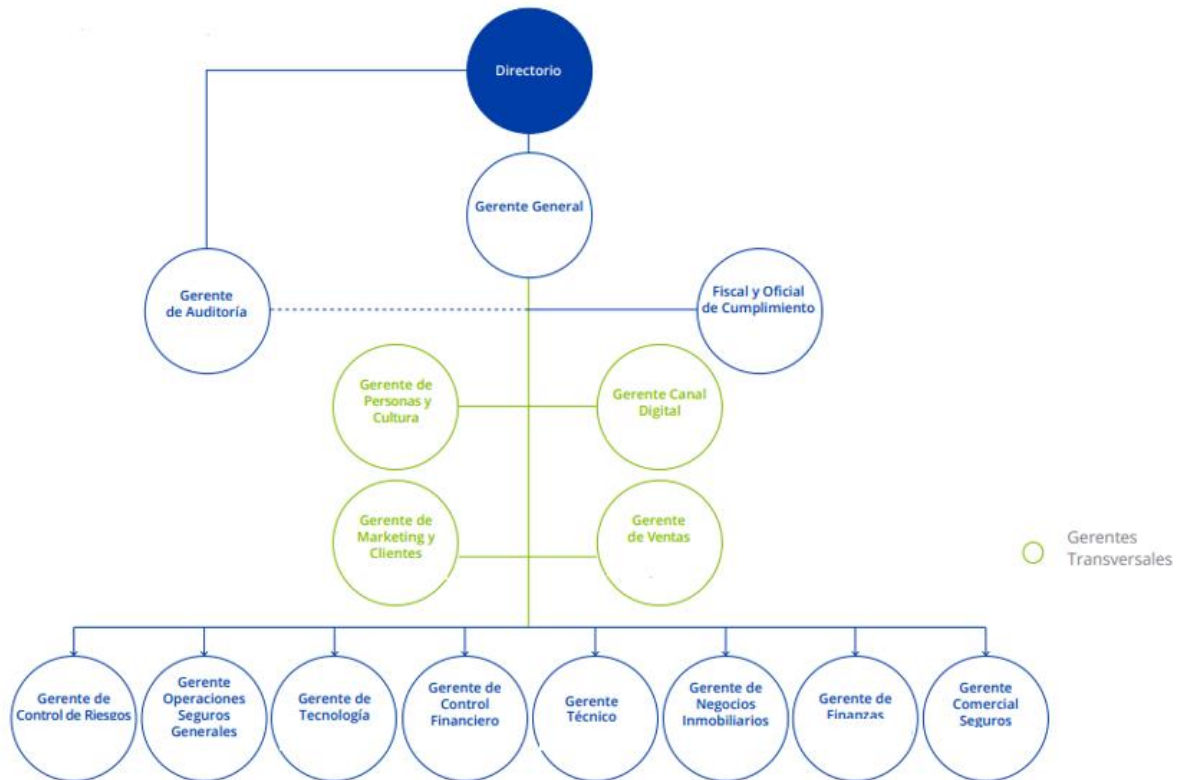 Directorio
Gerente General
Gerente
de Auditoría
Fiscal y Oficial
de Cumplimiento
Gerente de
Personas y
Cultura
Gerente Canal
Digital
Gerente de
Marketing y
Clientes
Gerente
de Ventas
Gerentes
Transversales
Gerente de
Control de Riesgos
Gerente
Operaciones
Seguros
Generales
Gerente de
Tecnología
Gerente de
Control
Financiero
Gerente
Técnico
Gerente de
Negocios
Inmobiliarios
Gerente de
Finanzas
Gerente
Comercial
Seguros